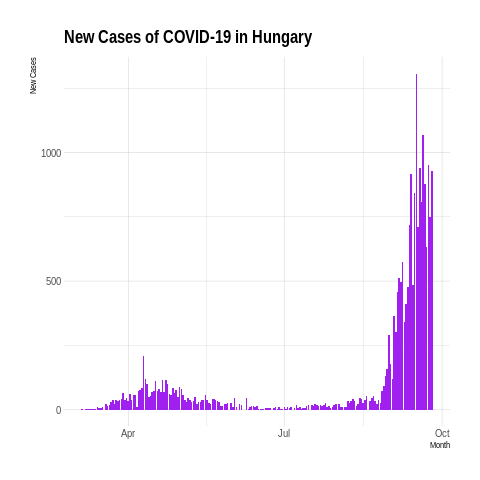 New Cases of COVID-19 in Hungary
New Cases
1000
500
0
Apr
Jul
Oct
Month